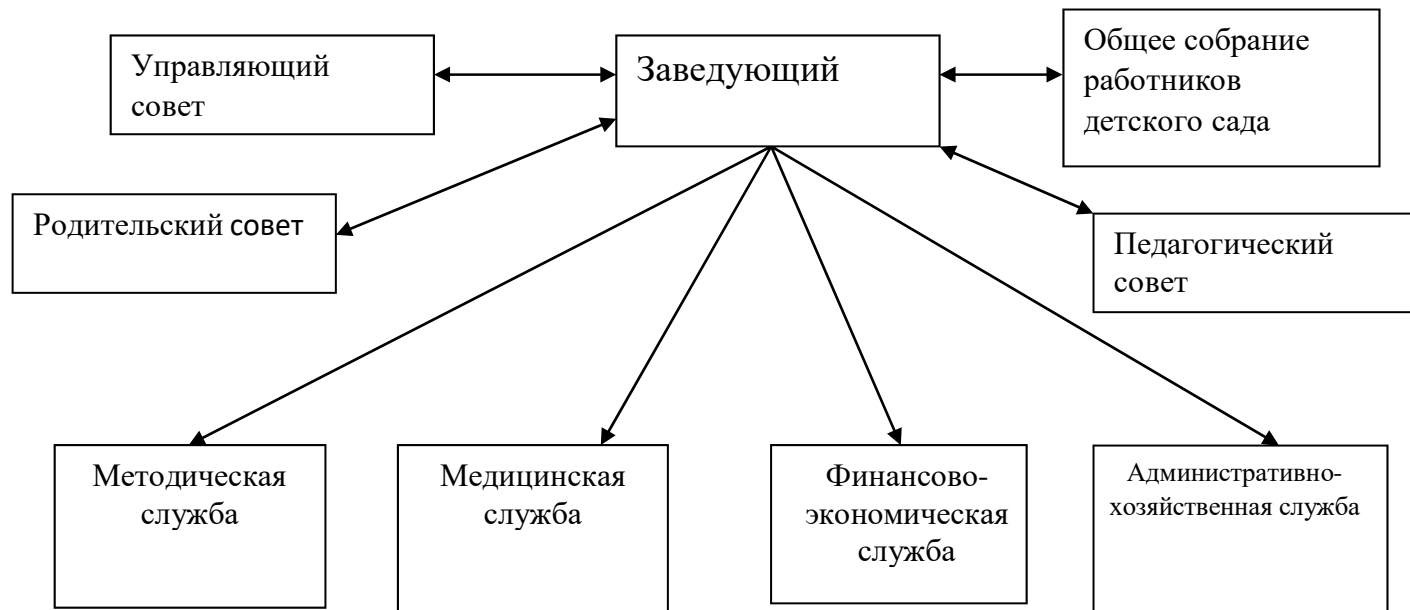 Управляющий
совет
Заведующий
Общее собрание
работников
детского сада
Родительский совет
Педагогический
совет
Методическая
служба
Медицинская
служба
Финансово-
экономическая
служба
Административно-
хозяйственная служба